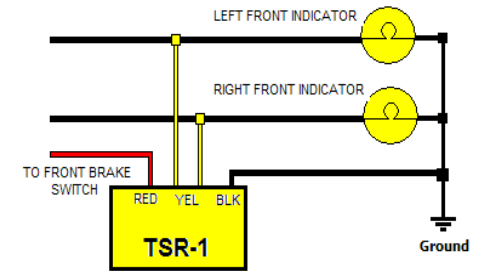 LEFT FRONT INDICATOR
RIGHT FRONT INDICATOR
TO FRONT BRAKE
SWITCH
RED YEL BLK
TSR-1
Ground